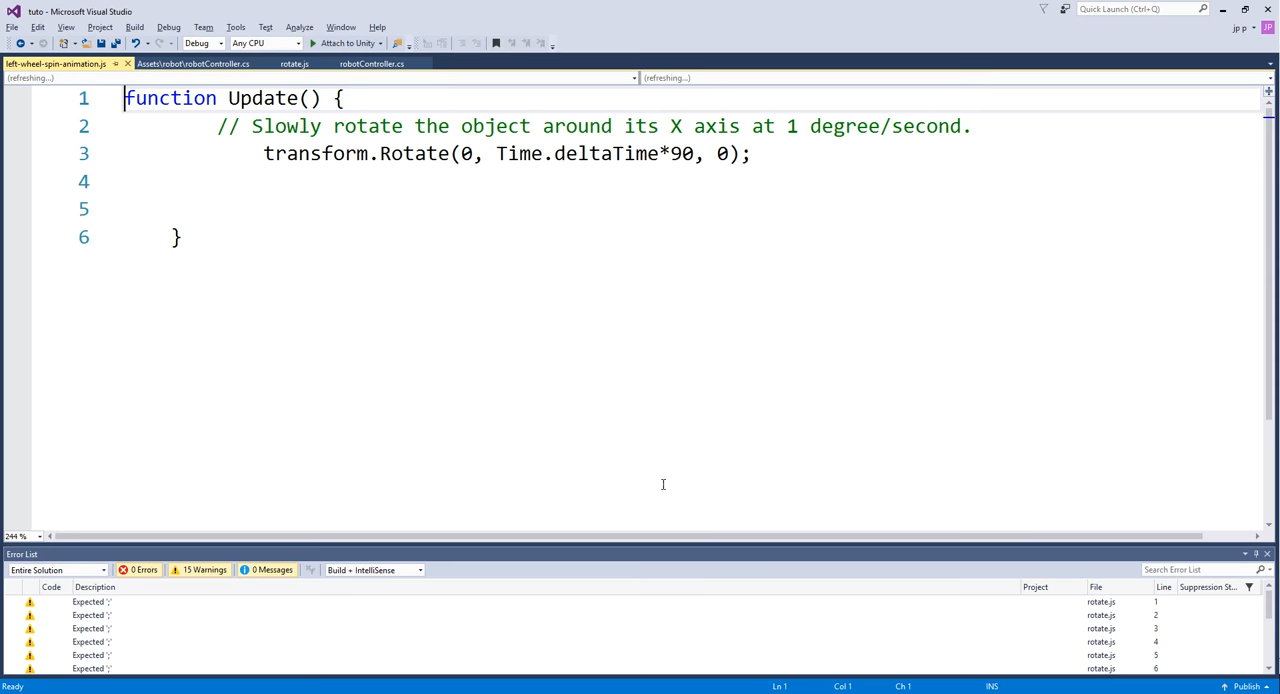 tuto - Microsoft Visual Studio
Quick Launch (Ctrl+Q)
File Edit View Project Build Debug Team Tools Test Analyze Window Help
jp p
JP
Debug Any CPU Attach to Unity
left-wheel-spin-animation.js Assets\robot\robotController.cs rotate.js robotController.cs
(refreshing...) (refreshing...)
1 function Update() {
2 // Slowly rotate the object around its X axis at 1 degree/second.
3 transform.Rotate(0, Time.deltaTime*90, 0);
4
5
6 }
244 %
Error List
Entire Solution 0 Errors 15 Warnings 0 Messages Build + IntelliSense Search Error List
Code Description Project File Line Suppression St...
Expected ';' rotate.js 1
Expected ';' rotate.js 2
Expected ';' rotate.js 3
Expected ';' rotate.js 4
Expected ';' rotate.js 5
Expected ';' rotate.js 6
Ready Ln 1 Col 1 Ch 1 INS Publish